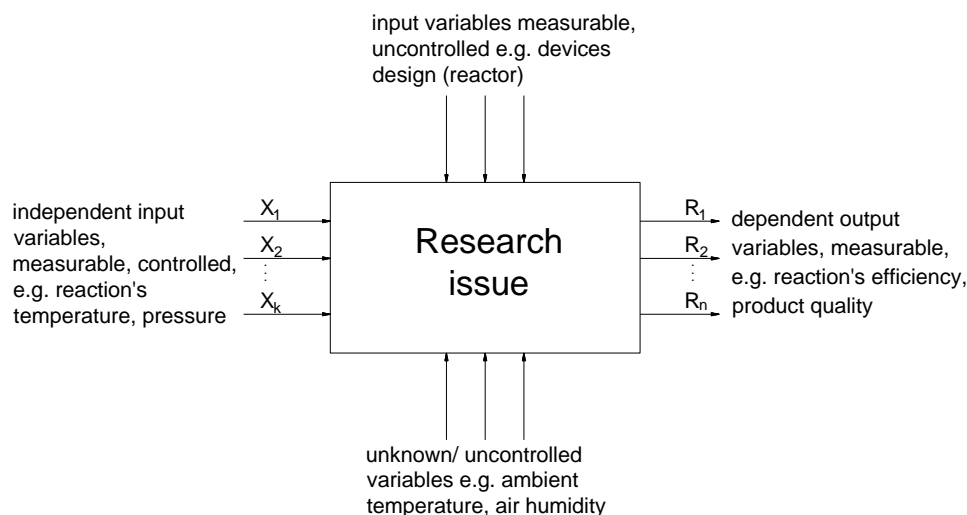 input variables measurable,
uncontrolled e.g. devices
design (reactor)
independent input
variables,
measurable, controlled,
e.g. reaction's
temperature, pressure
X1
X2
Xk
Research
issue
R1
R2
Rn
dependent output
variables, measurable,
e.g. reaction's efficiency,
product quality
unknown/ uncontrolled
variables e.g. ambient
temperature, air humidity